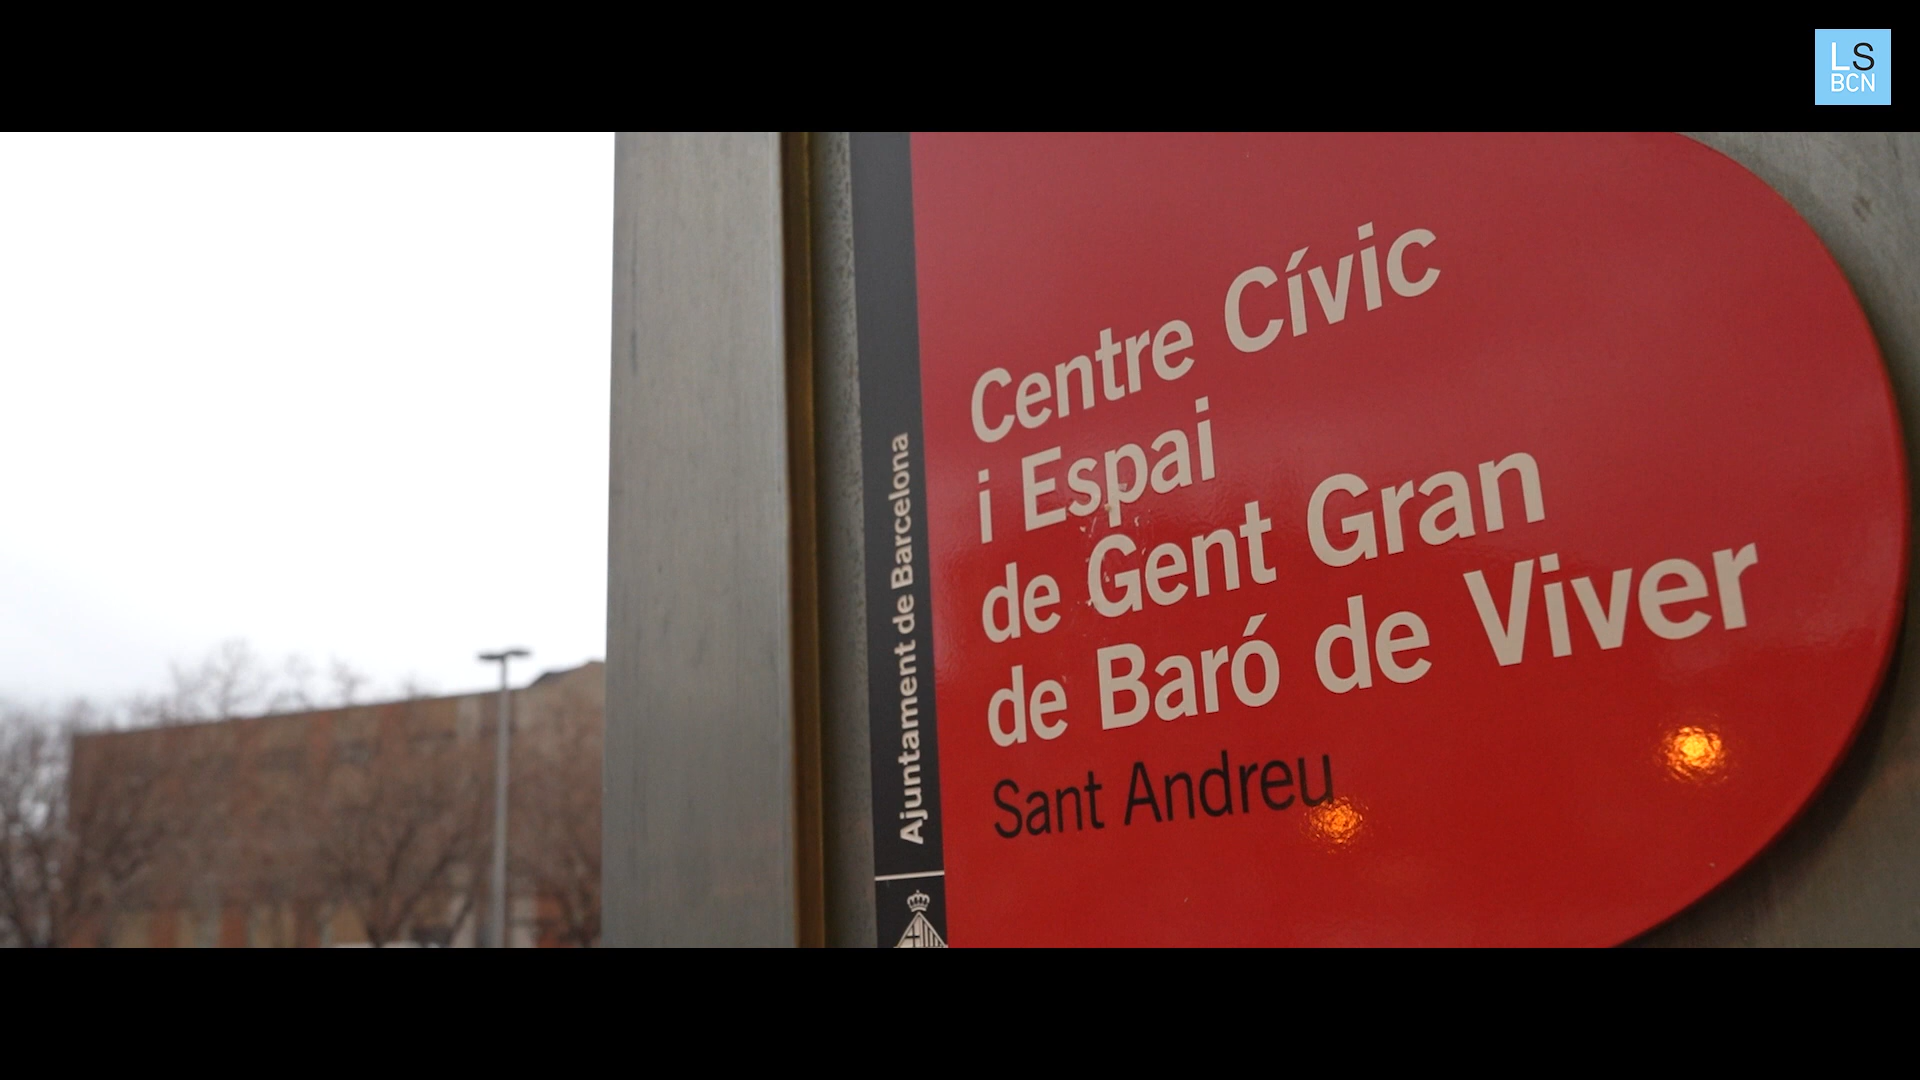 LS
BCN
Ajuntament de Barcelona
Centre Cívic
i Espai
de Gent Gran
de Baró de Viver
Sant Andreu